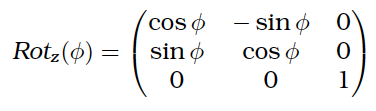 cos ϕ − sin ϕ 0
Rot_z(ϕ) = sin ϕ cos ϕ 0
0 0 1